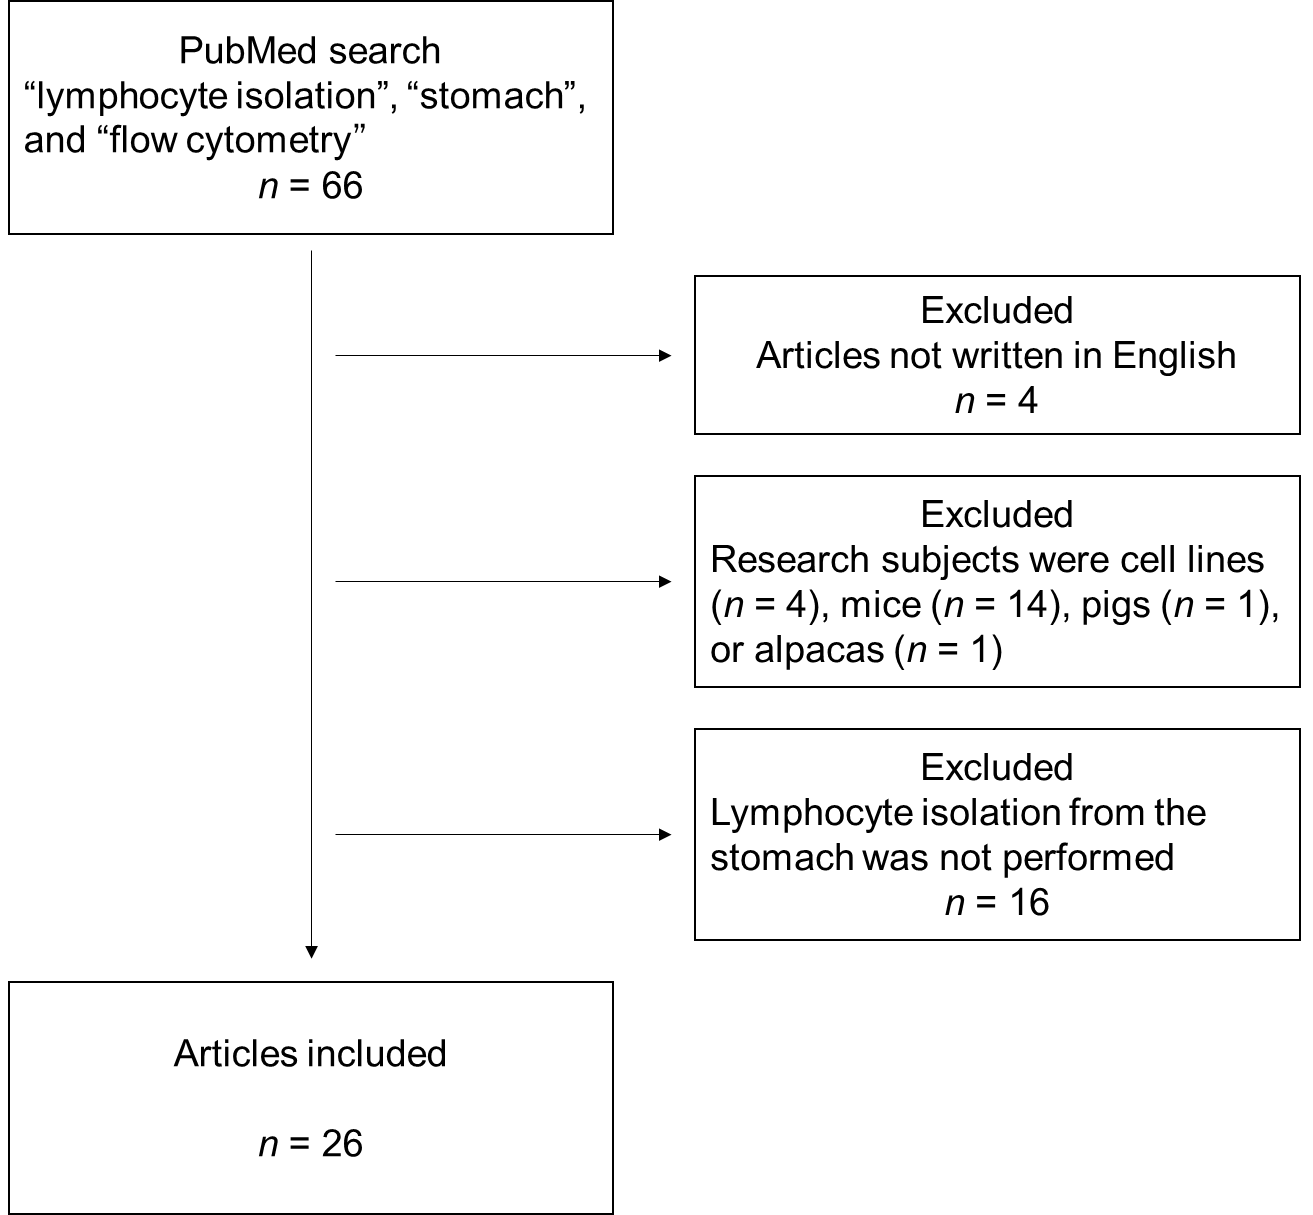 PubMed search
“lymphocyte isolation”, “stomach”,
and “flow cytometry”
n = 66
Excluded
Articles not written in English
n = 4
Excluded
Research subjects were cell lines
(n = 4), mice (n = 14), pigs (n = 1),
or alpacas (n = 1)
Excluded
Lymphocyte isolation from the
stomach was not performed
n = 16
Articles included
n = 26